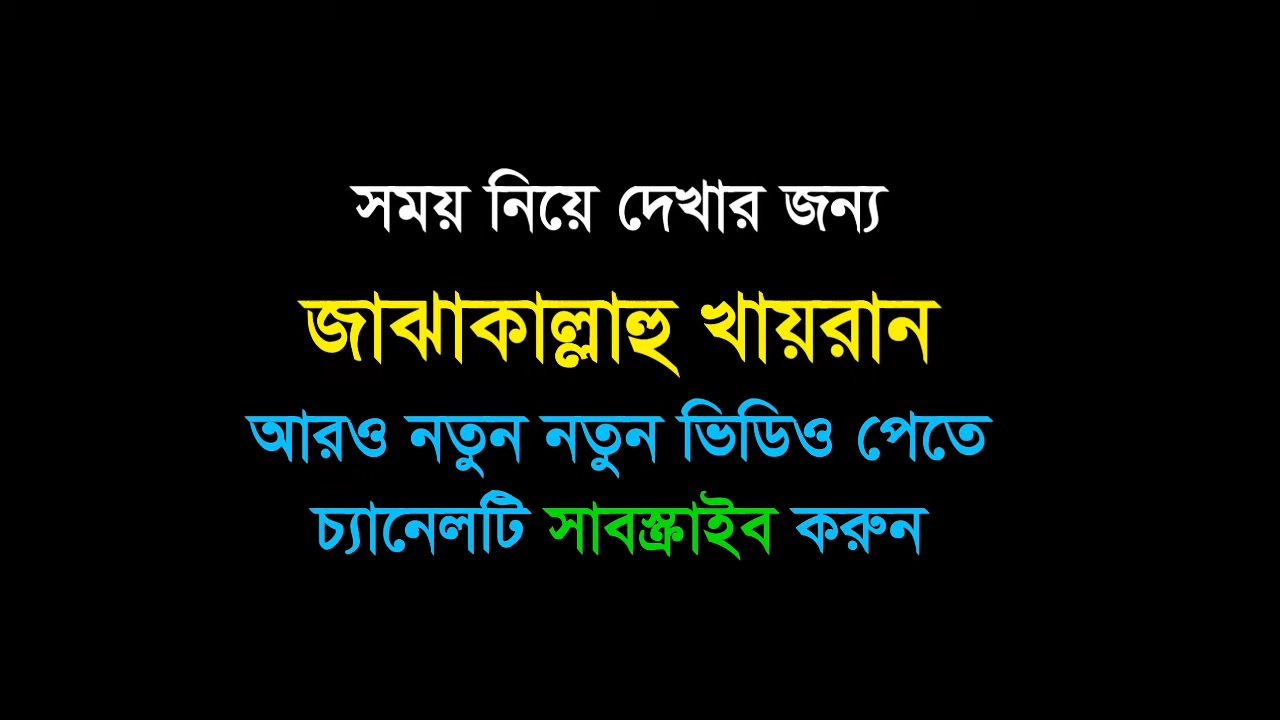 সময় নিয়ে দেখার জন্য
জাঝাকাল্লাহু খায়রান
আরও নতুন নতুন ভিডিও পেতে
চ্যানেলটি সাবস্ক্রাইব করুন